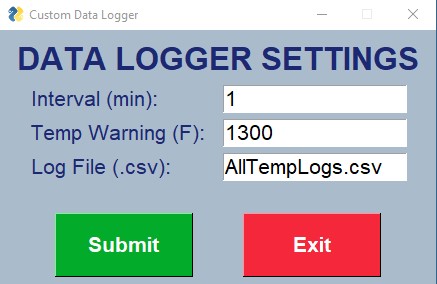 Custom Data Logger
DATA LOGGER SETTINGS
Interval (min): 1
Temp Warning (F): 1300
Log File (.csv): AllTempLogs.csv
Submit Exit